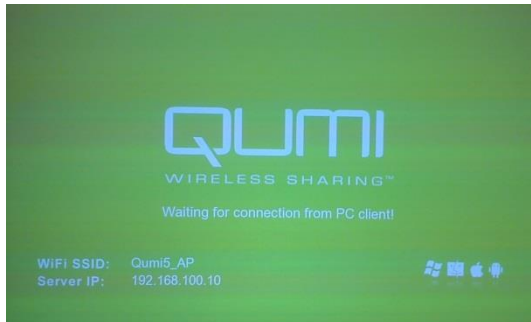 QUMI
WIRELESS SHARING™
Waiting for connection from PC client!
WiFi SSID: Qumi5_AP
Server IP: 192.168.100.10